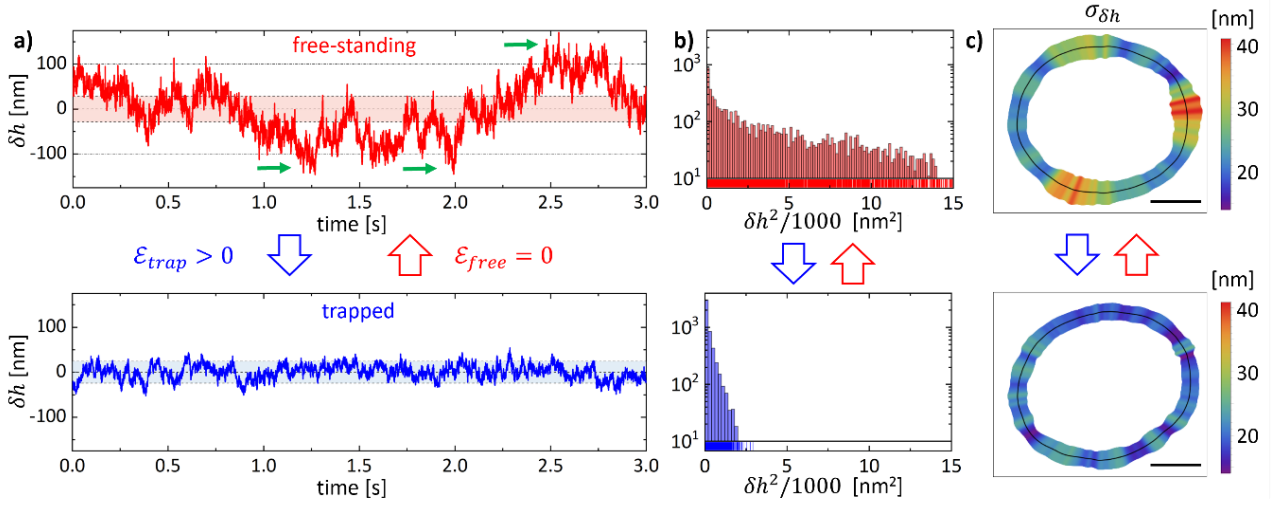 a)
free-standing
100
0
-100
δh [nm]
0.0 0.5 1.0 1.5 2.0 2.5 3.0
time [s]
b)
10³
10²
10¹
0 5 10 15
δh²/1000 [nm²]
c)
σδh
[nm]
40
30
20
ℰtrap > 0
ℰfree = 0
trapped
100
0
-100
δh [nm]
0.0 0.5 1.0 1.5 2.0 2.5 3.0
time [s]
10³
10²
10¹
0 5 10 15
δh²/1000 [nm²]
[nm]
40
30
20